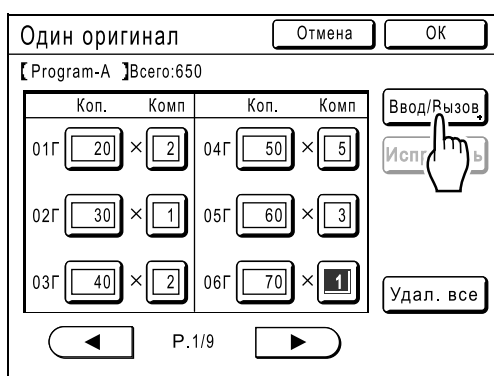 Один оригинал Отмена ОК
【Program-A 】Всего:650
Коп. Комп Коп. Комп Ввод/Вызов
01Г 20 × 2 04Г 50 × 5
02Г 30 × 1 05Г 60 × 3
03Г 40 × 2 06Г 70 × 1 Удал. все
◀ P.1/9 ▶